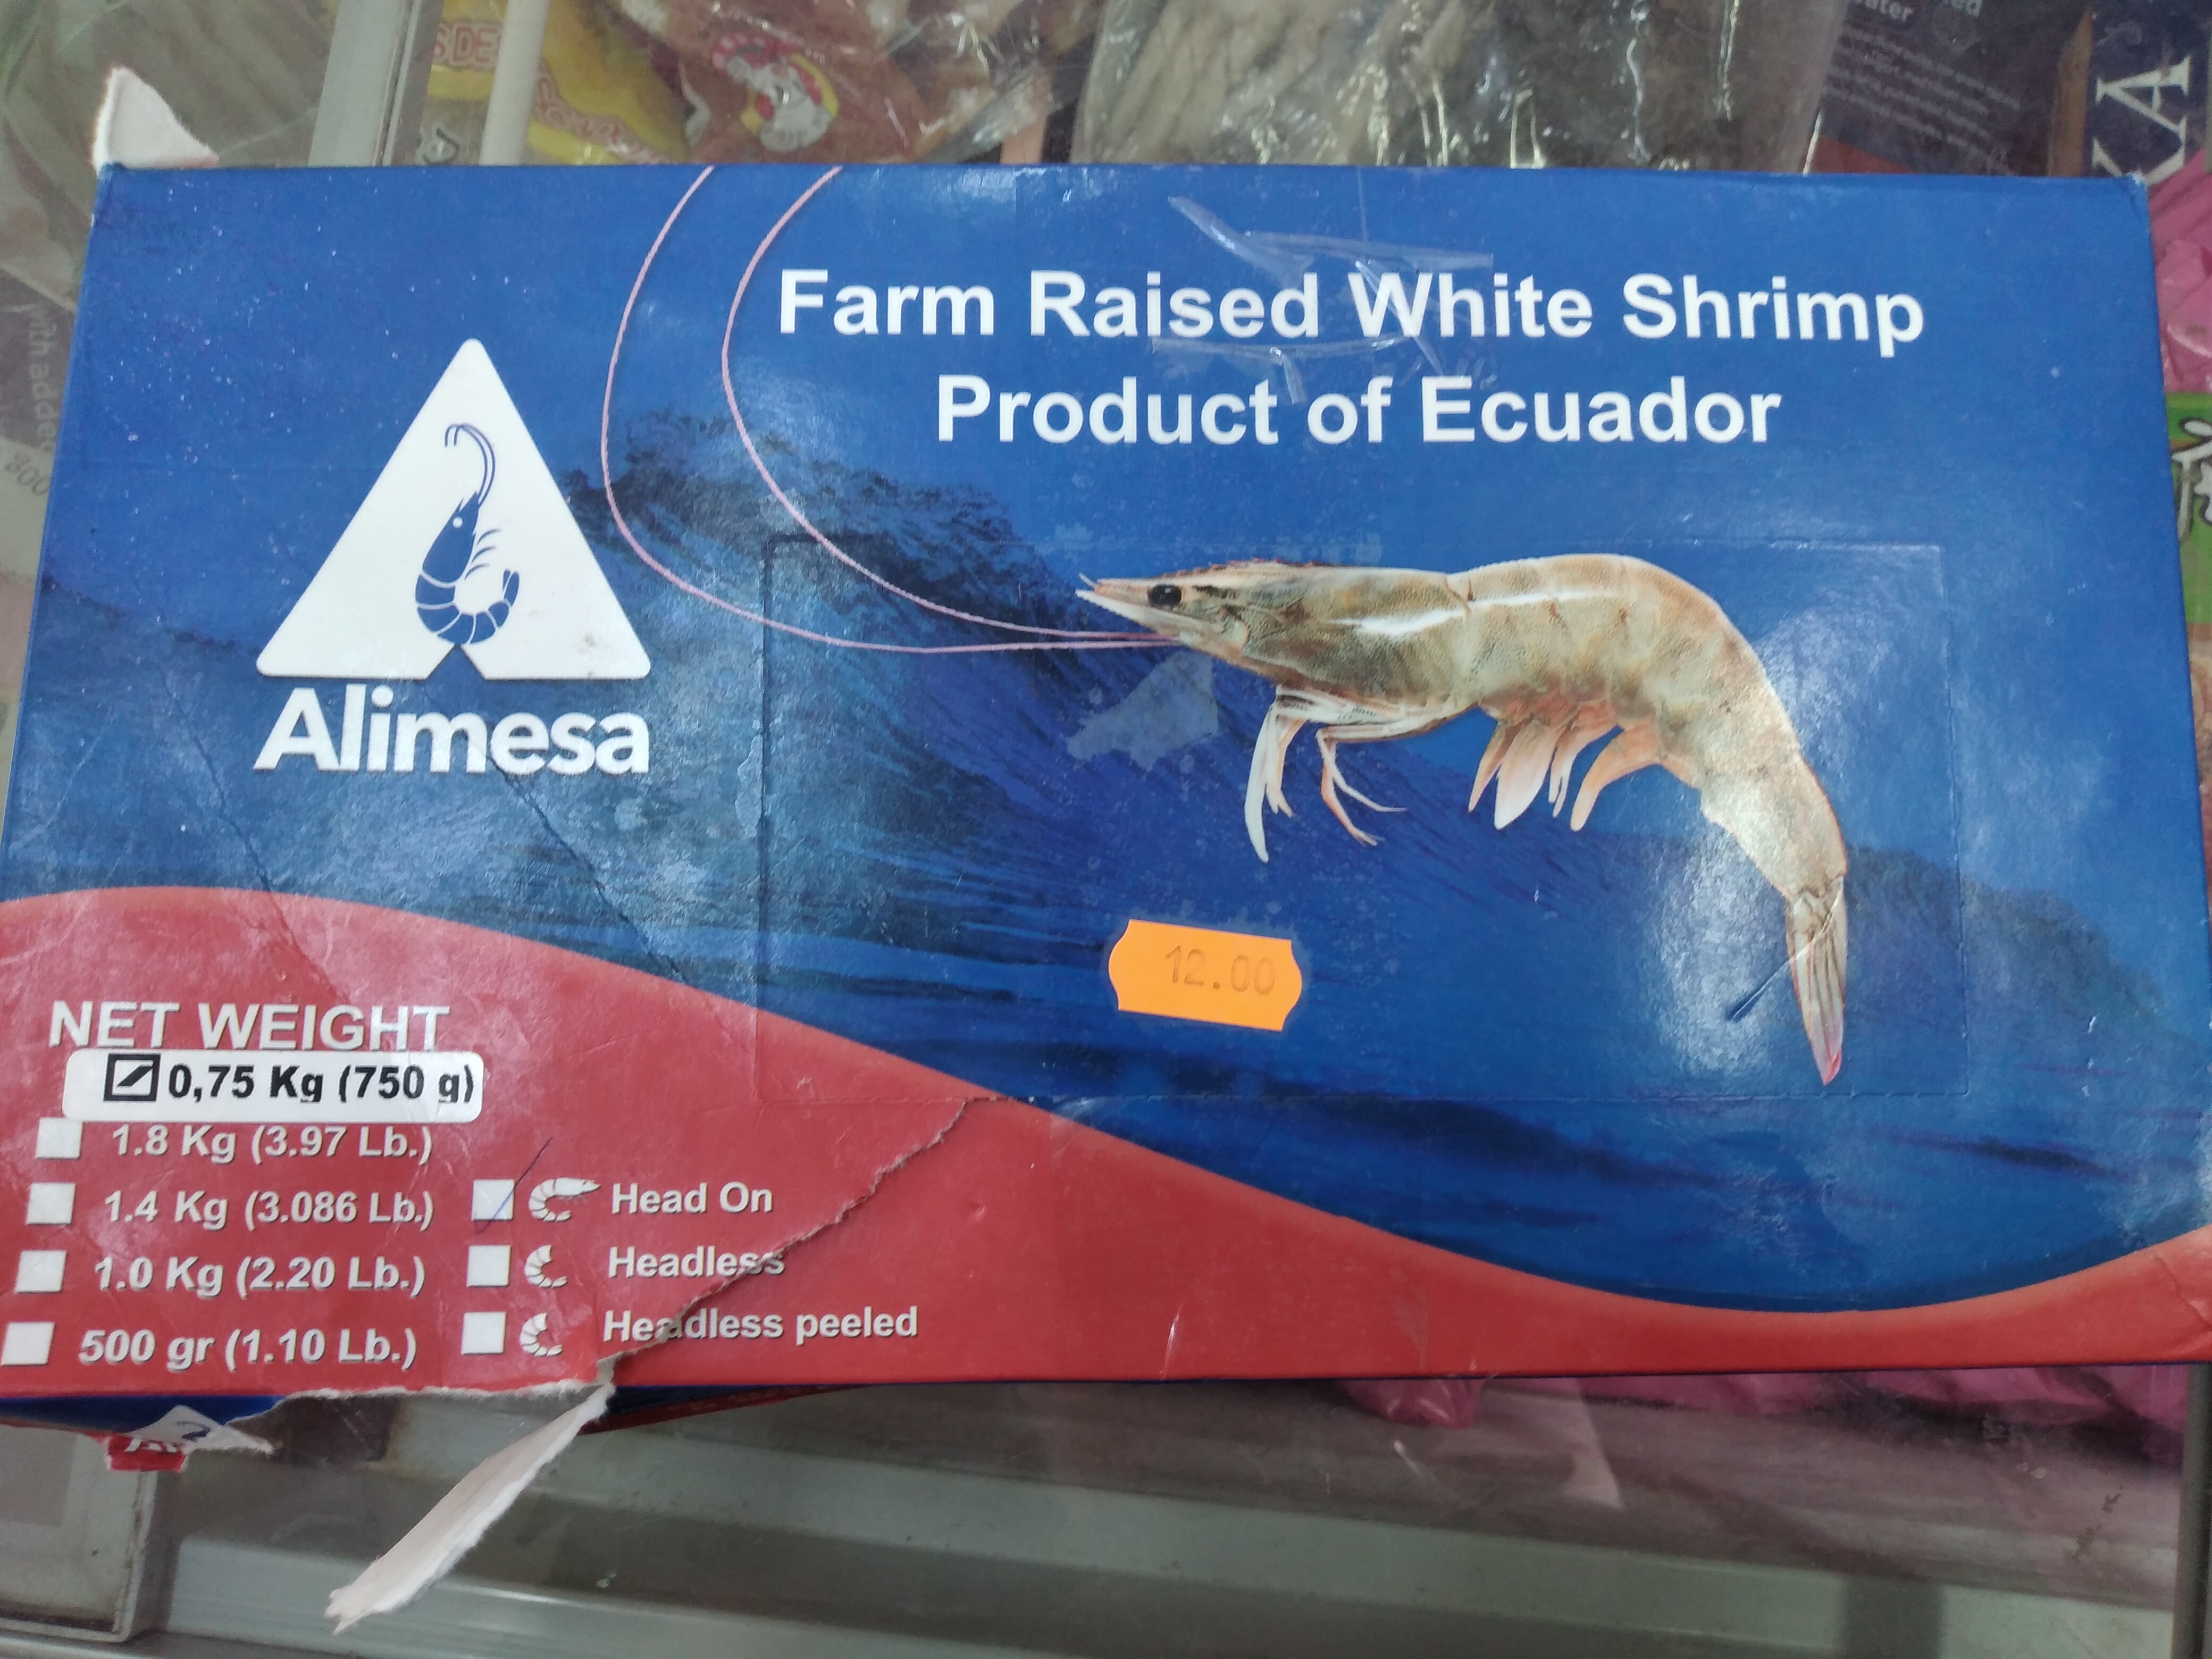 Farm Raised White Shrimp
Product of Ecuador
Alimesa
12.00
NET WEIGHT
0,75 Kg (750 g)
1.8 Kg (3.97 Lb.)
1.4 Kg (3.086 Lb.)
1.0 Kg (2.20 Lb.)
500 gr (1.10 Lb.)
Head On
Headless
Headless peeled